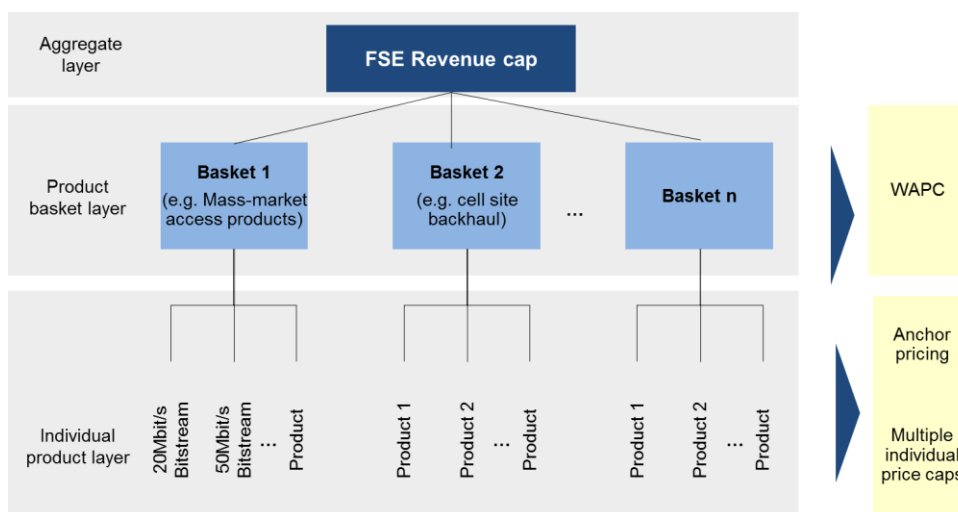 Aggregate
layer
FSE Revenue cap
Product
basket layer
Basket 1
(e.g. Mass-market
access products)
Basket 2
(e.g. cell site
backhaul)
...
Basket n
WAPC
Individual
product layer
20Mbit/s
Bitstream
50Mbit/s
Bitstream
...
Product
Product 1
Product 2
...
Product
Product 1
Product 2
...
Product
Anchor
pricing
Multiple
individual
price caps